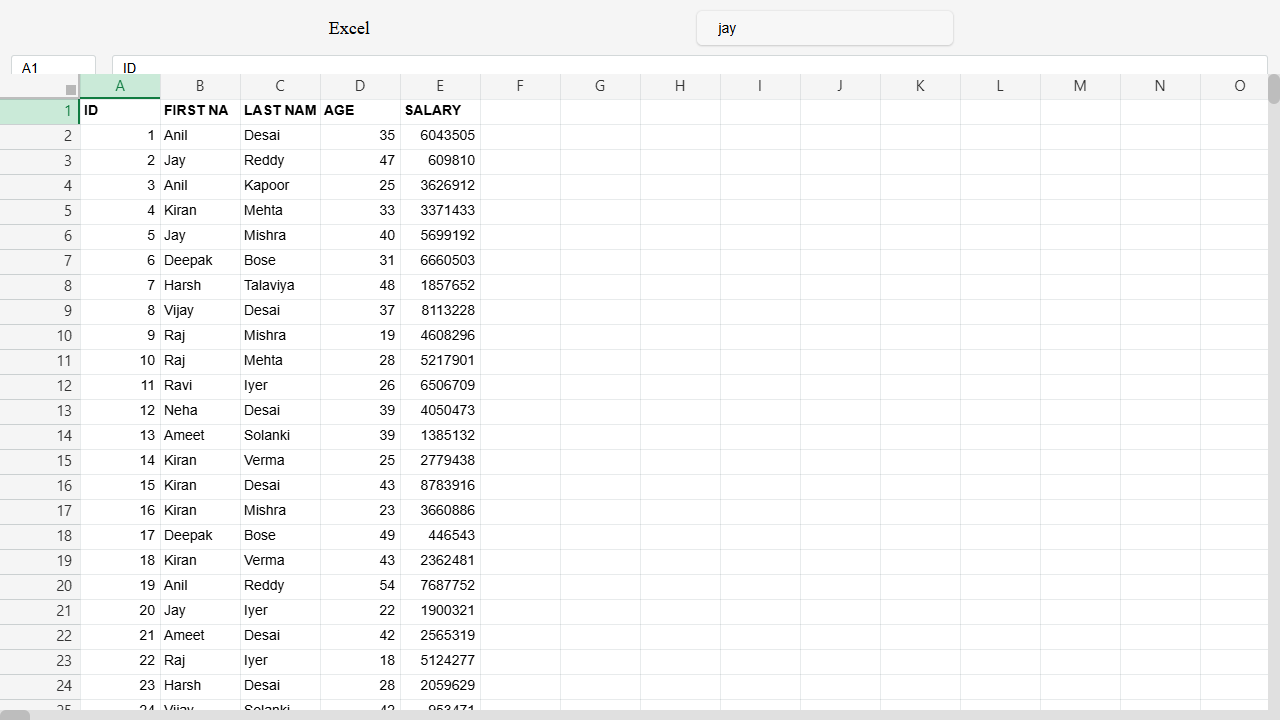 Excel jay
A1 ID
A B C D E F G H I J K L M N O
1 ID FIRST NA LAST NAM AGE SALARY
2 1 Anil Desai 35 6043505
3 2 Jay Reddy 47 609810
4 3 Anil Kapoor 25 3626912
5 4 Kiran Mehta 33 3371433
6 5 Jay Mishra 40 5699192
7 6 Deepak Bose 31 6660503
8 7 Harsh Talaviya 48 1857652
9 8 Vijay Desai 37 8113228
10 9 Raj Mishra 19 4608296
11 10 Raj Mehta 28 5217901
12 11 Ravi Iyer 26 6506709
13 12 Neha Desai 39 4050473
14 13 Ameet Solanki 39 1385132
15 14 Kiran Verma 25 2779438
16 15 Kiran Desai 43 8783916
17 16 Kiran Mishra 23 3660886
18 17 Deepak Bose 49 446543
19 18 Kiran Verma 43 2362481
20 19 Anil Reddy 54 7687752
21 20 Jay Iyer 22 1900321
22 21 Ameet Desai 42 2565319
23 22 Raj Iyer 18 5124277
24 23 Harsh Desai 28 2059629
25 24 Vijay Solanki 42 953471